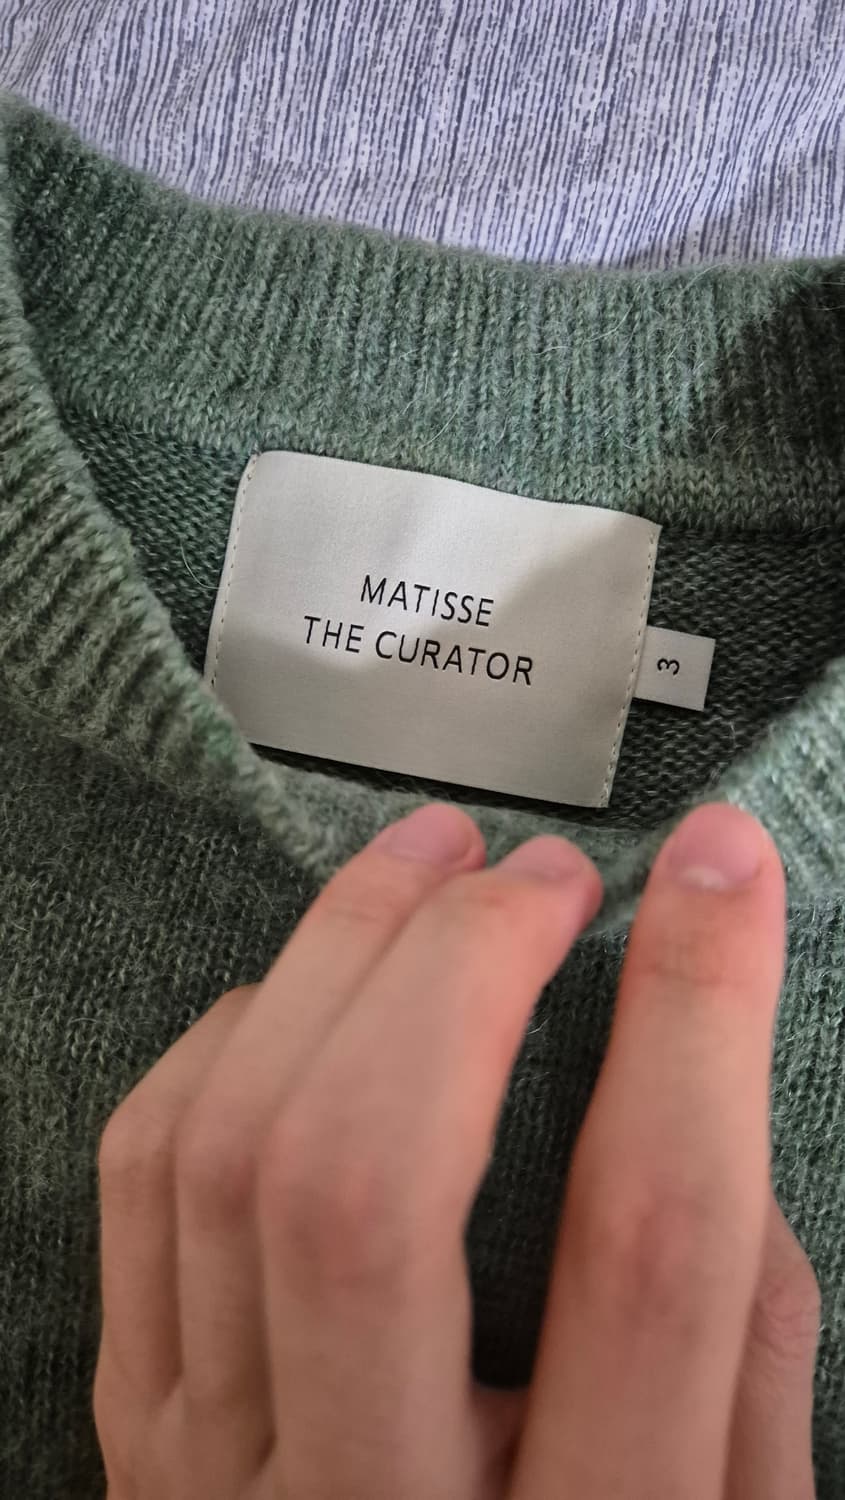 MATISSE
THE CURATOR
3